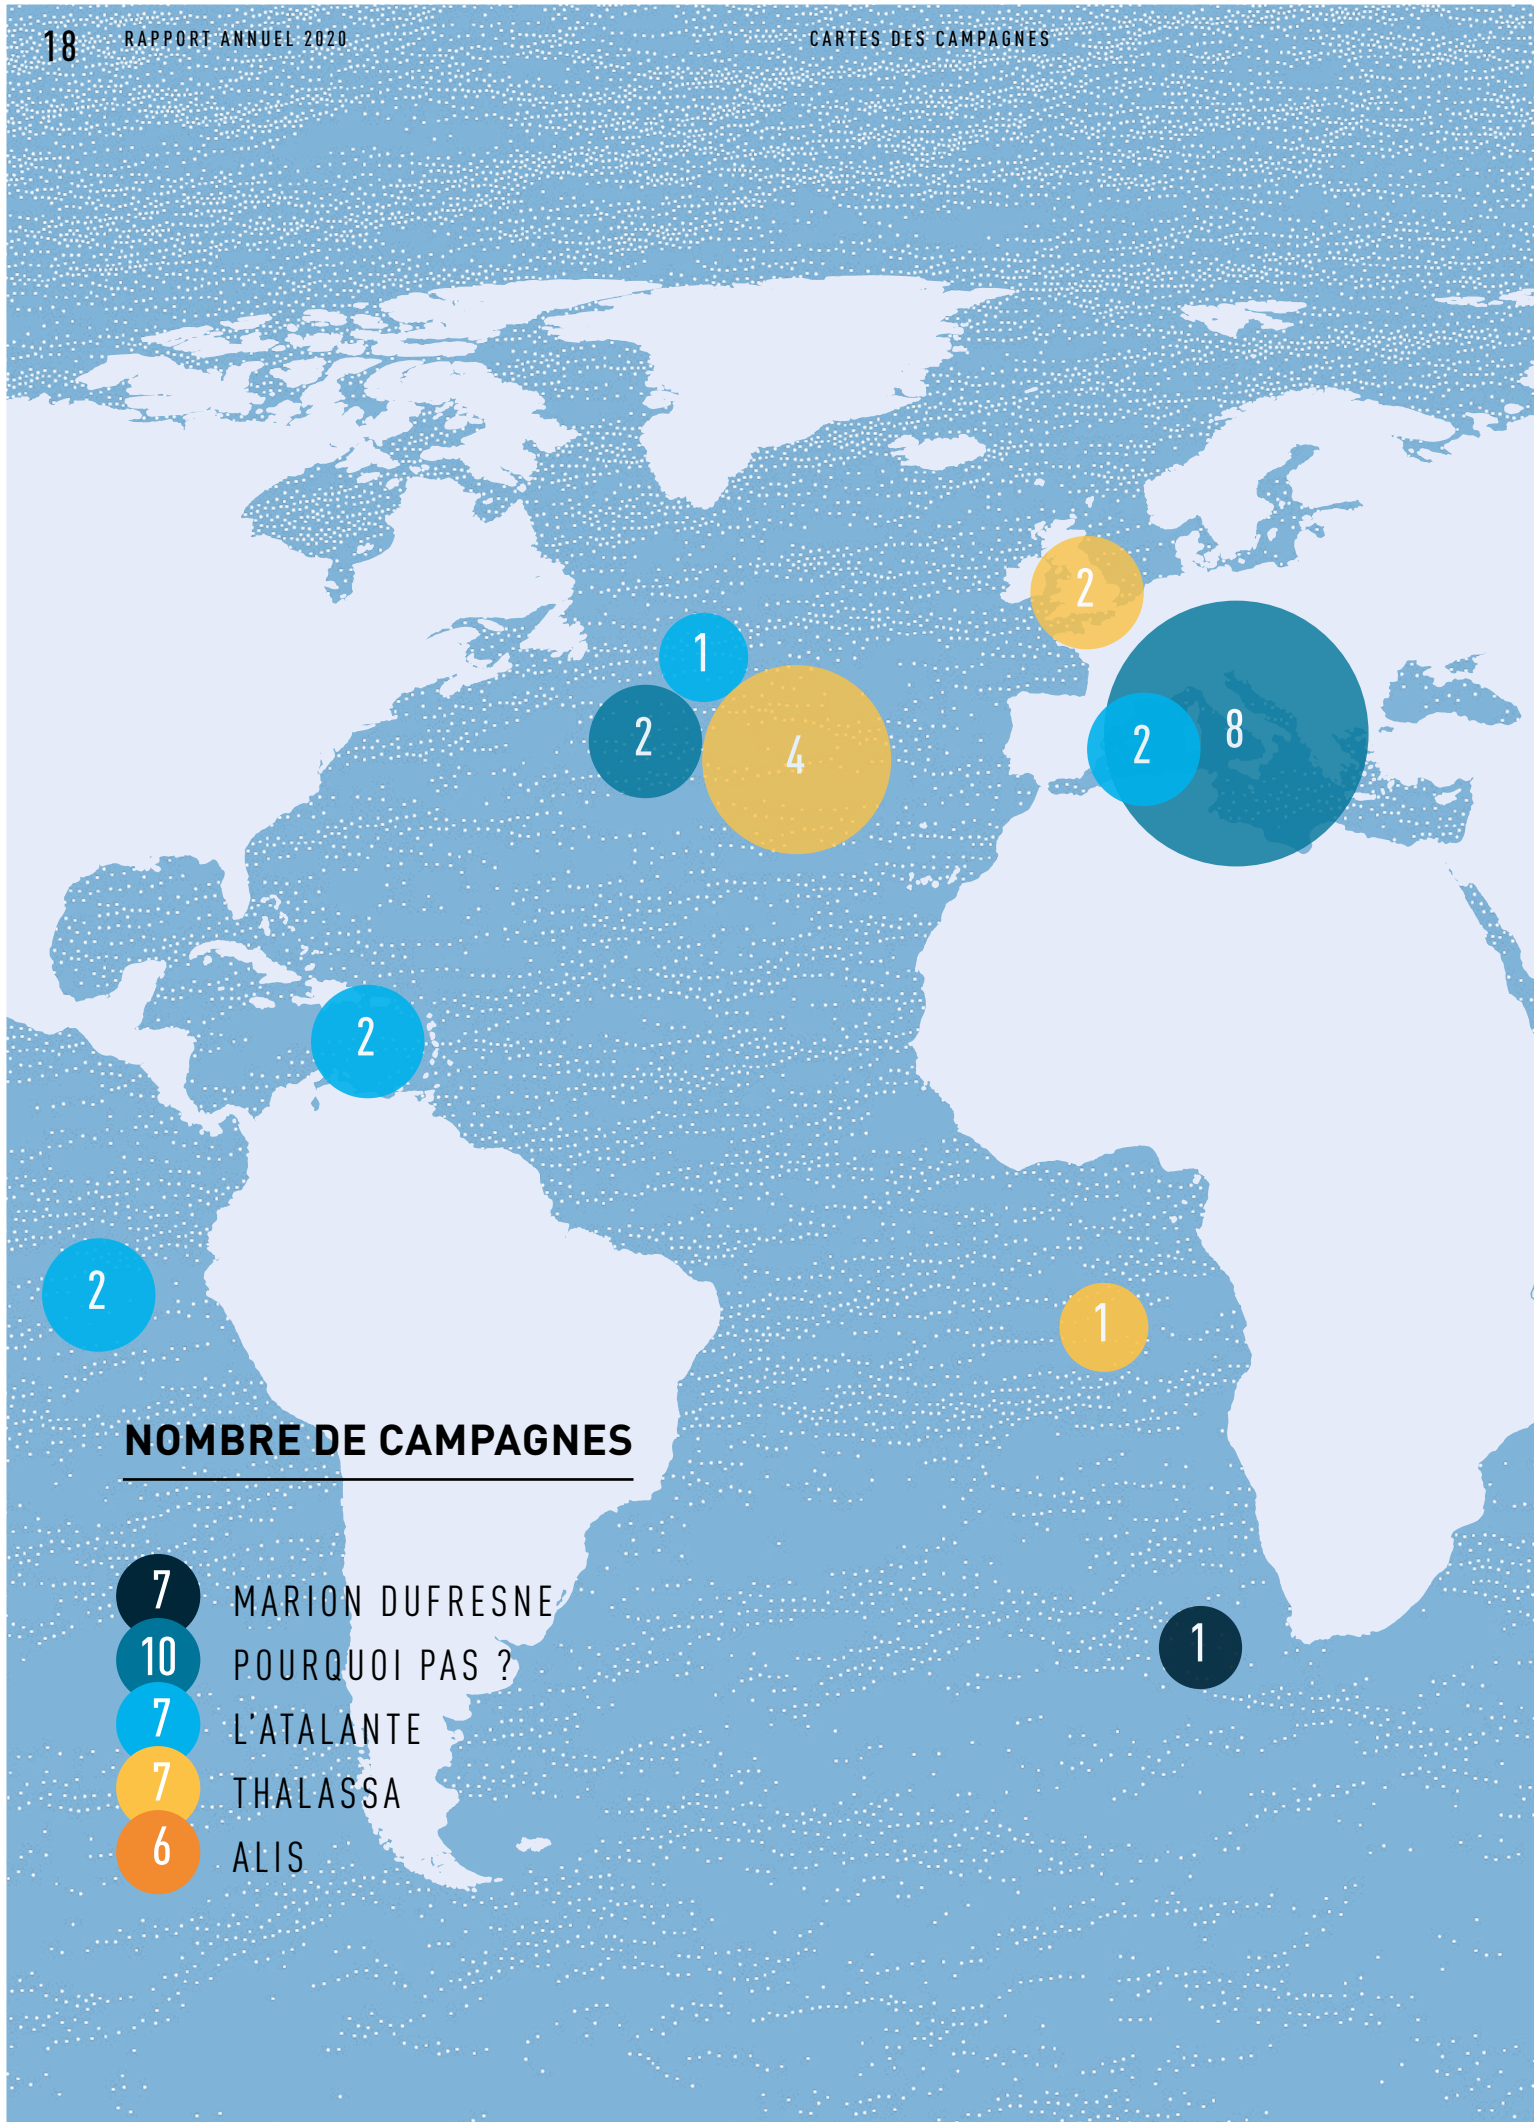 18 RAPPORT ANNUEL 2020 CARTES DES CAMPAGNES
2
1
2
4
2
8
2
2
1
NOMBRE DE CAMPAGNES
7 MARION DUFRESNE
1
10 POURQUOI PAS ?
7 L'ATALANTE
7 THALASSA
6 ALIS